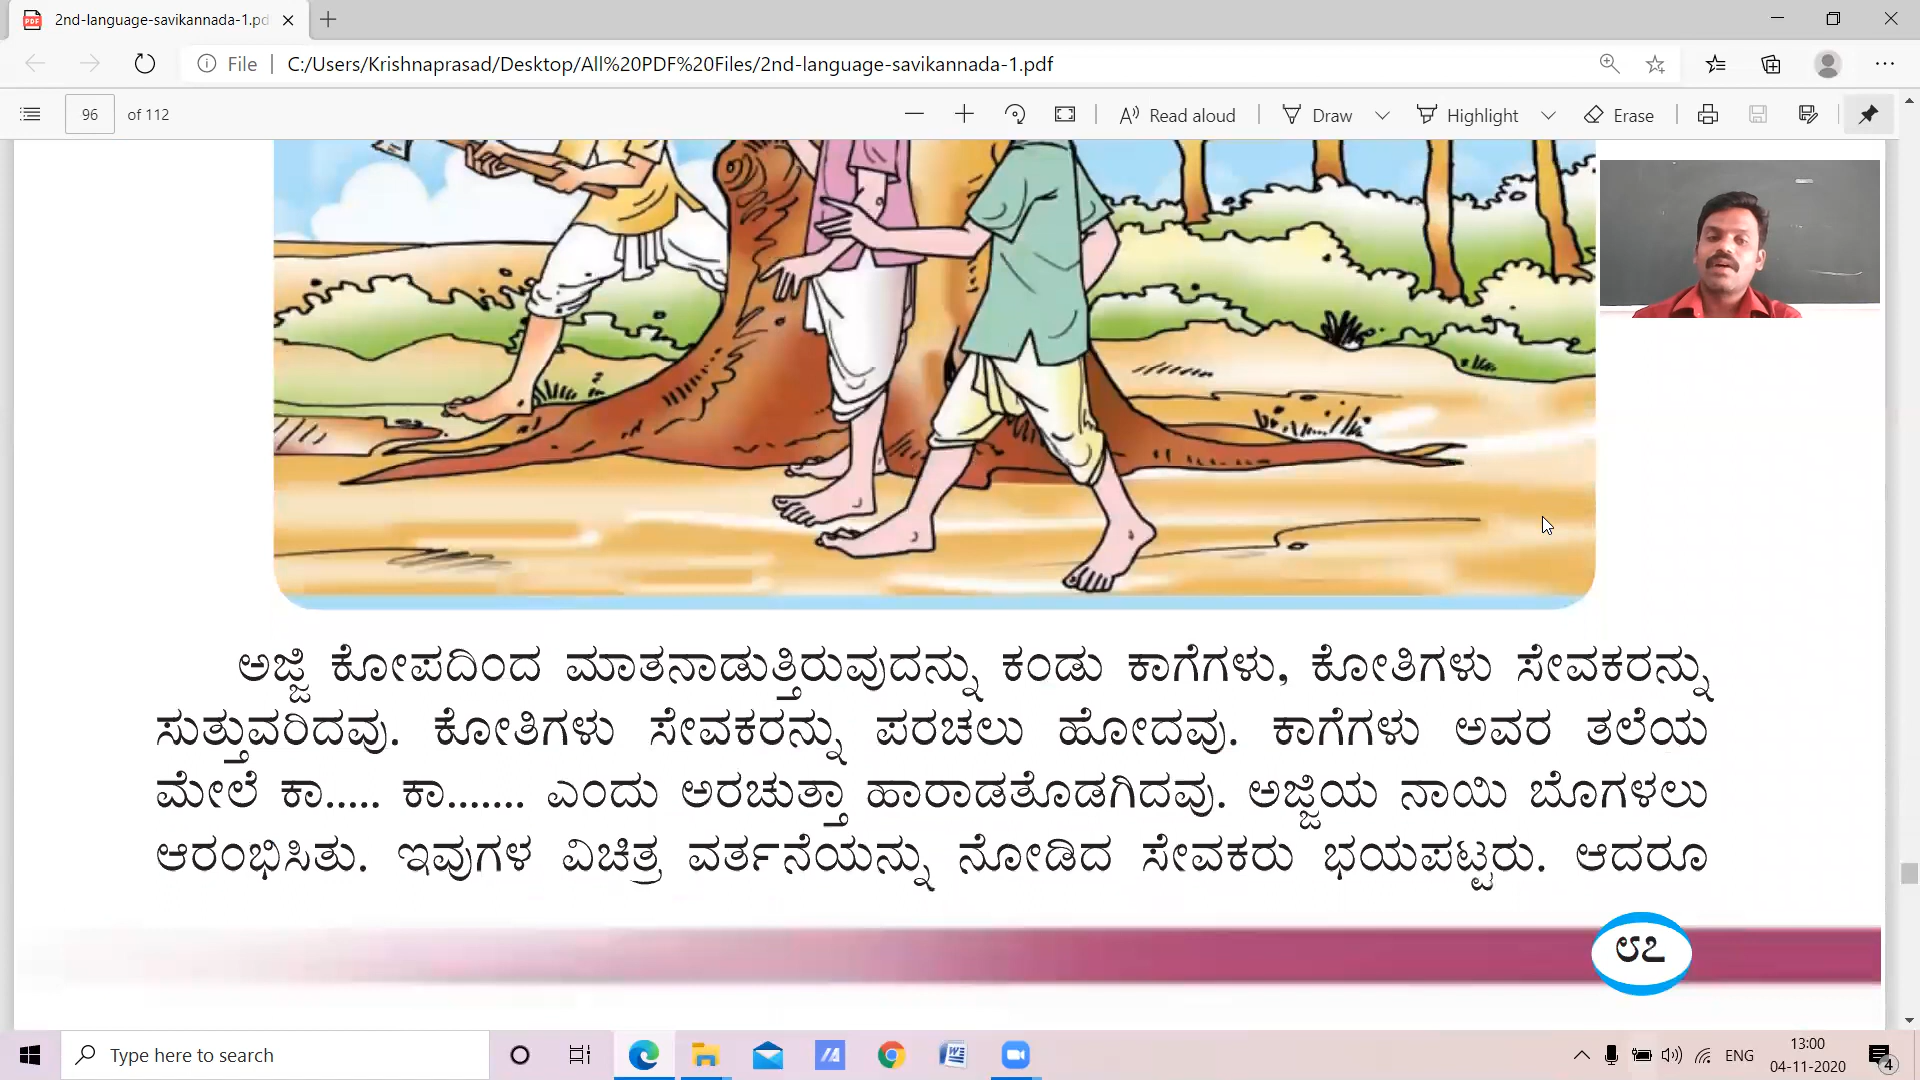 2nd-language-savikannada-1.pd
File
C:/Users/Krishnaprasad/Desktop/All%20PDF%20Files/2nd-language-savikannada-1.pdf
96 of 112
Read aloud
Draw
Highlight
Erase
ಅಜ್ಜಿ ಕೋಪದಿಂದ ಮಾತನಾಡುತ್ತಿರುವುದನ್ನು ಕಂಡು ಕಾಗೆಗಳು, ಕೋತಿಗಳು ಸೇವಕರನ್ನು
ಸುತ್ತುವರಿದವು. ಕೋತಿಗಳು ಸೇವಕರನ್ನು ಪರಚಲು ಹೋದವು. ಕಾಗೆಗಳು ಅವರ ತಲೆಯ
ಮೇಲೆ ಕಾ..... ಕಾ....... ಎಂದು ಅರಚುತ್ತಾ ಹಾರಾಡತೊಡಗಿದವು. ಅಜ್ಜಿಯ ನಾಯಿ ಬೊಗಳಲು
ಆರಂಭಿಸಿತು. ಇವುಗಳ ವಿಚಿತ್ರ ವರ್ತನೆಯನ್ನು ನೋಡಿದ ಸೇವಕರು ಭಯಪಟ್ಟರು. ಆದರೂ
೮೭
Type here to search
ENG
13:00
04-11-2020
4